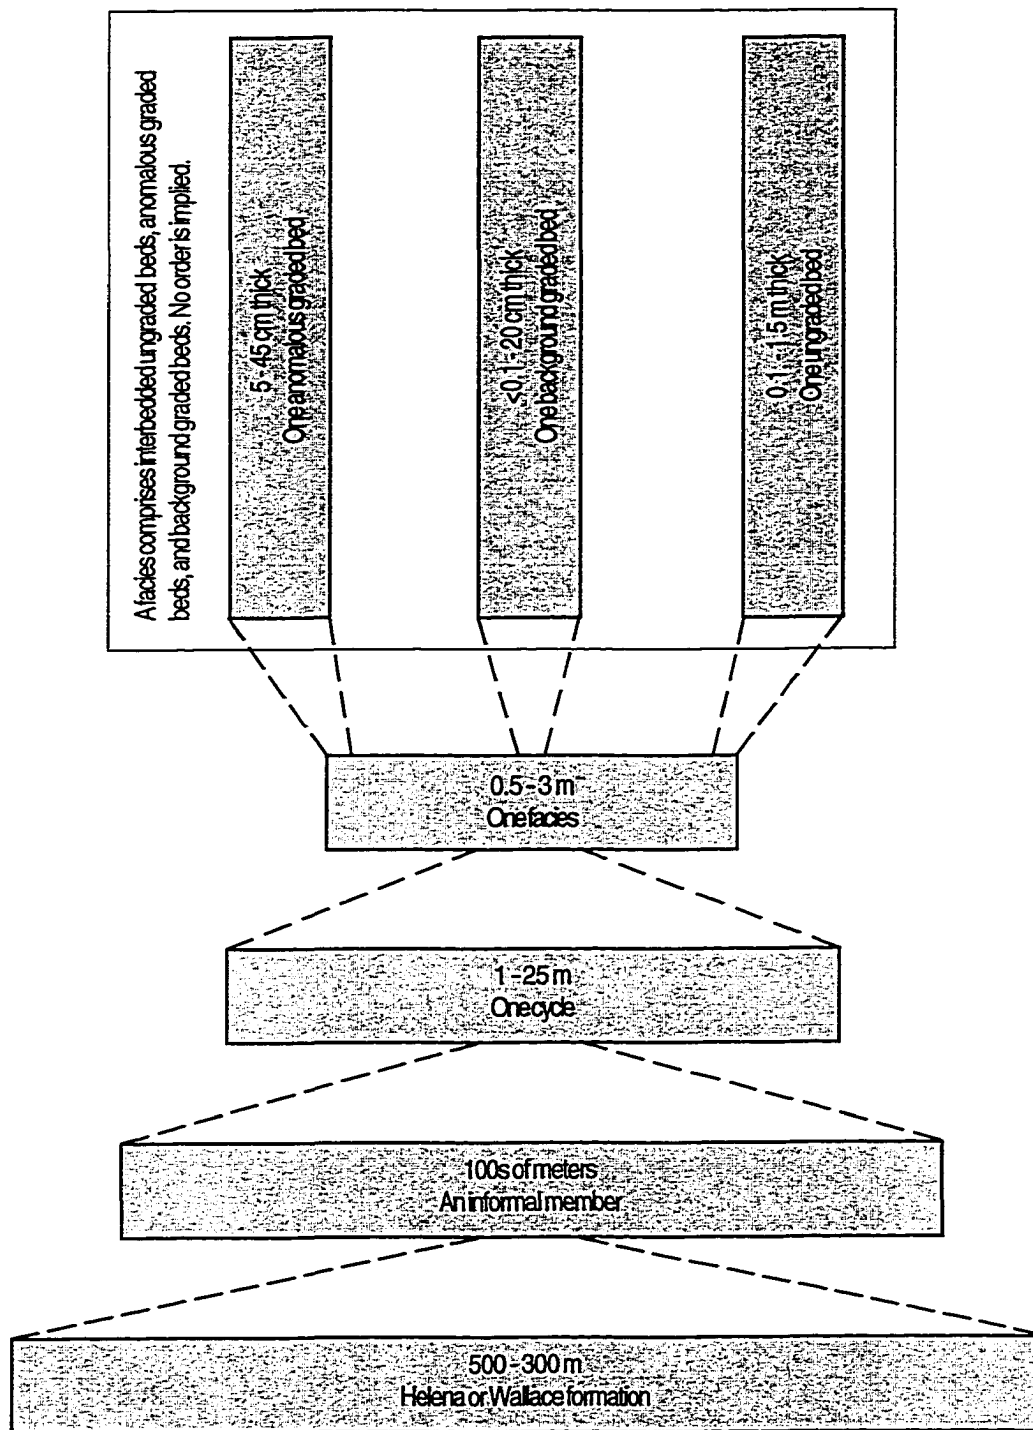 A facies comprises interbedded ungraded beds, anomalous graded
beds, and background graded beds. No order is implied.
5 - 45 cm thick
One anomalous graded bed
<0.1 - 20 cm thick
One background graded bed
0.1 - 1.5 m thick
One ungraded bed
0.5 - 3 m
One facies
1 - 25 m
One cycle
100s of meters
An informal member
500 - 300 m
Helena or Wallace formation